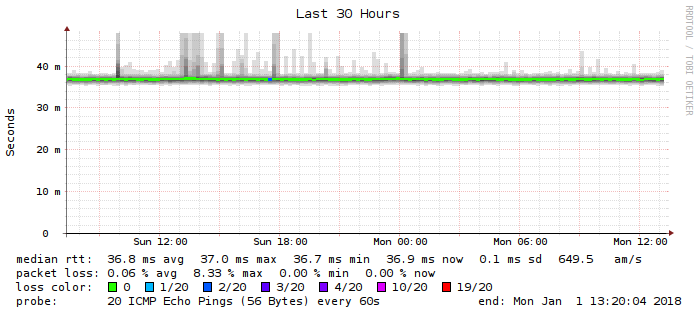 Last 30 Hours
RRDTOOL / TOBI OETIKER
Seconds
40 m
30 m
20 m
10 m
0
Sun 12:00 Sun 18:00 Mon 00:00 Mon 06:00 Mon 12:00
median rtt: 36.8 ms avg 37.0 ms max 36.7 ms min 36.9 ms now 0.1 ms sd 649.5 am/s
packet loss: 0.06 % avg 8.33 % max 0.00 % min 0.00 % now
loss color: 0 1/20 2/20 3/20 4/20 10/20 19/20
probe: 20 ICMP Echo Pings (56 Bytes) every 60s end: Mon Jan 1 13:20:04 2018